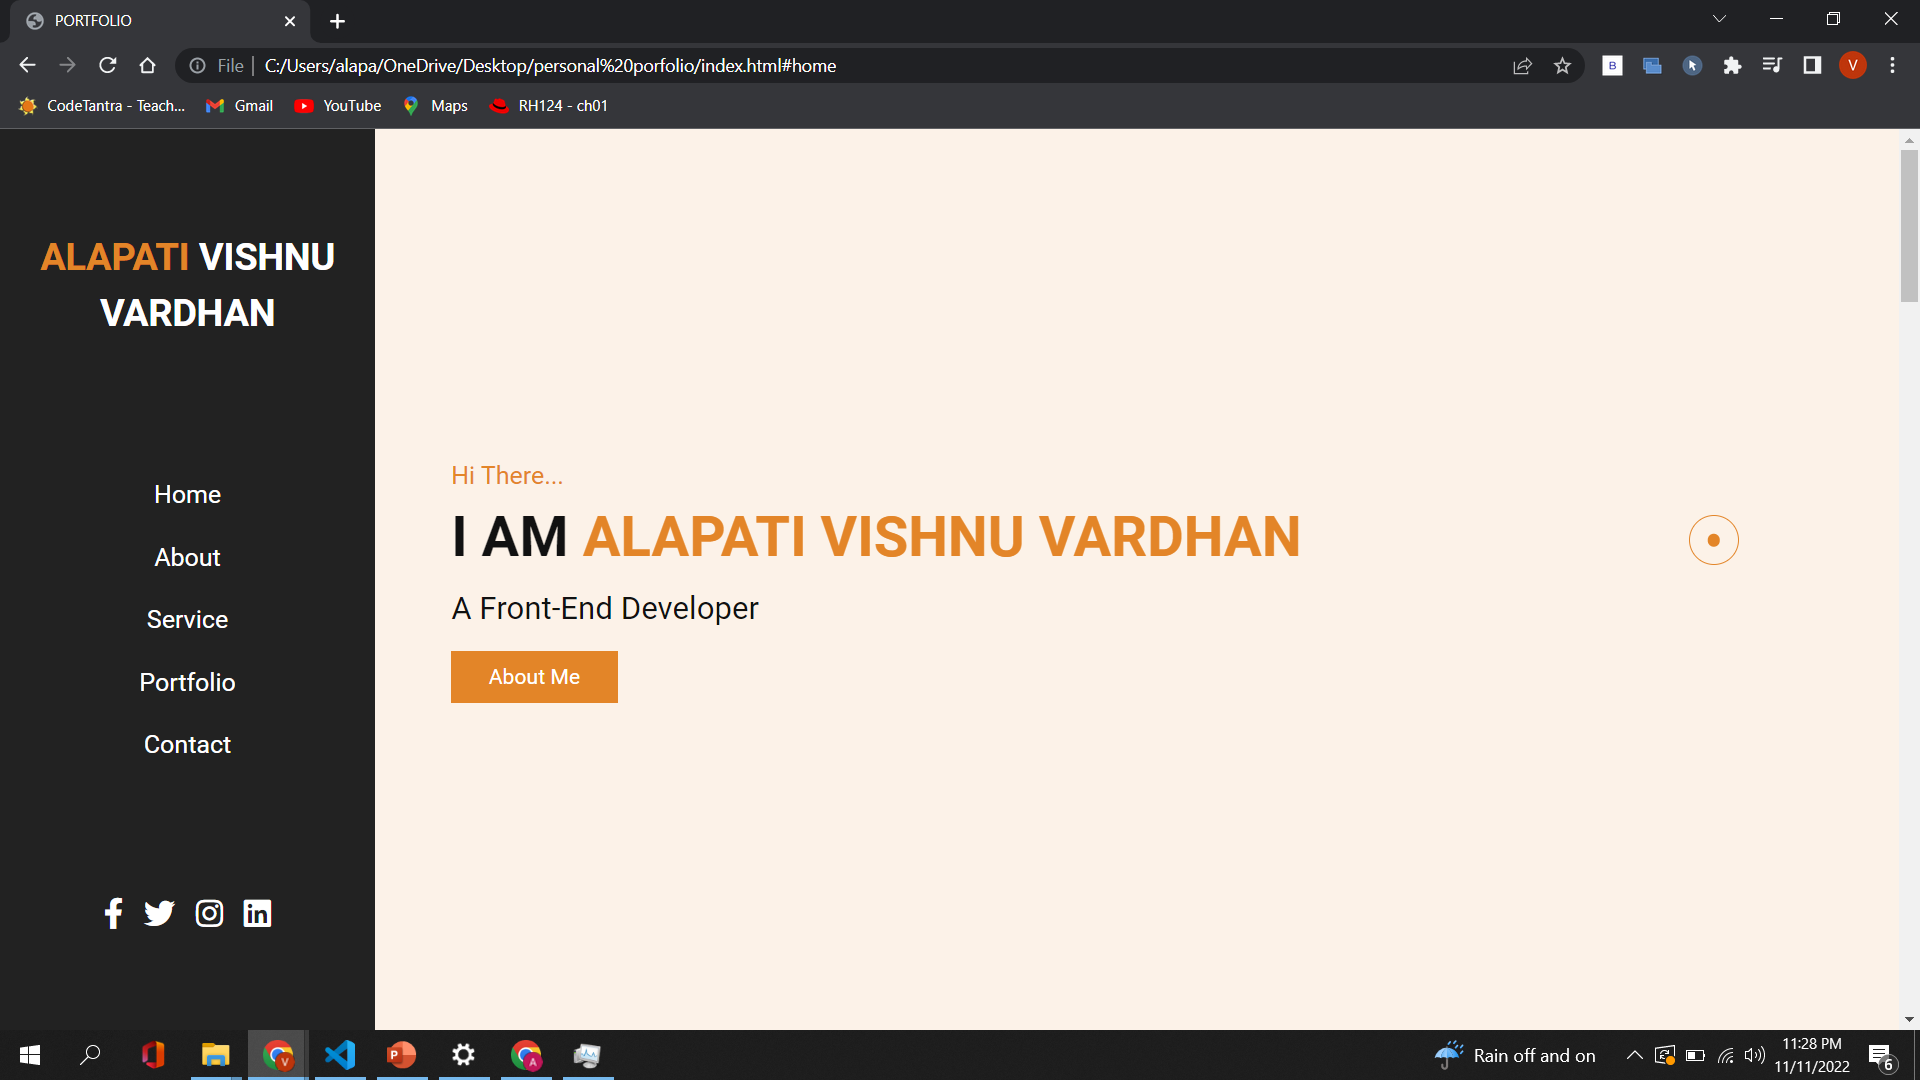 PORTFOLIO
File | C:/Users/alapa/OneDrive/Desktop/personal%20porfolio/index.html#home
B
V
CodeTantra - Teach...
Gmail
YouTube
Maps
RH124 - ch01
ALAPATI VISHNU
VARDHAN
Home
About
Service
Portfolio
Contact
Hi There...
I AM ALAPATI VISHNU VARDHAN
A Front-End Developer
About Me
Rain off and on
11:28 PM
11/11/2022
6